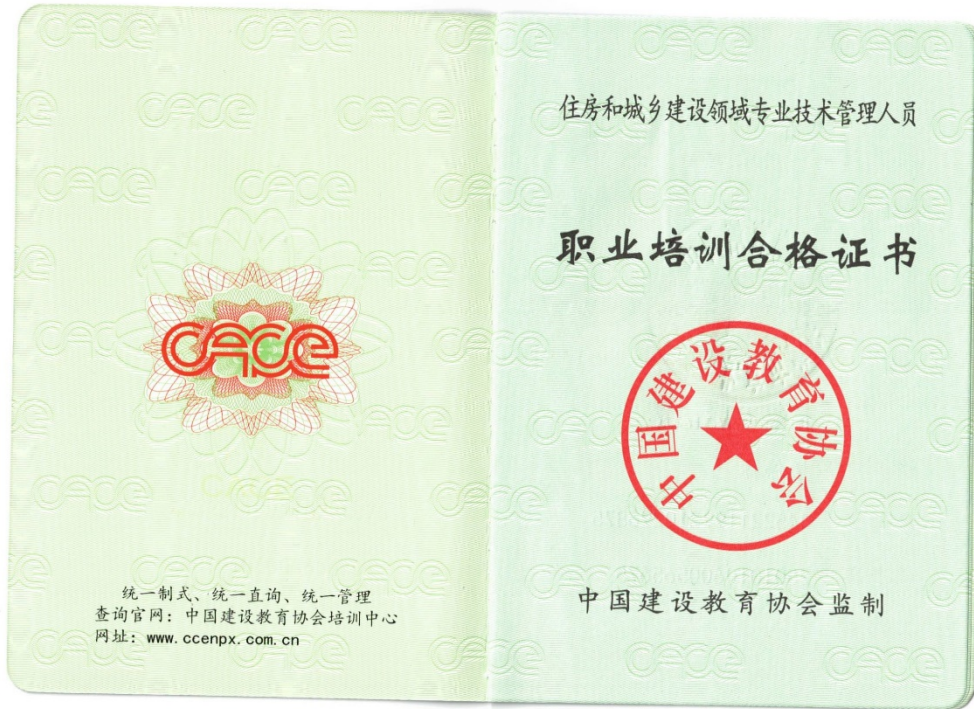 CACE
统一制式、统一直询、统一管理
查询官网：中国建设教育协会培训中心
网址：www.ccenpx.com.cn
住房和城乡建设领域专业技术管理人员
职业培训合格证书
中国建设教育协会
中国建设教育协会监制